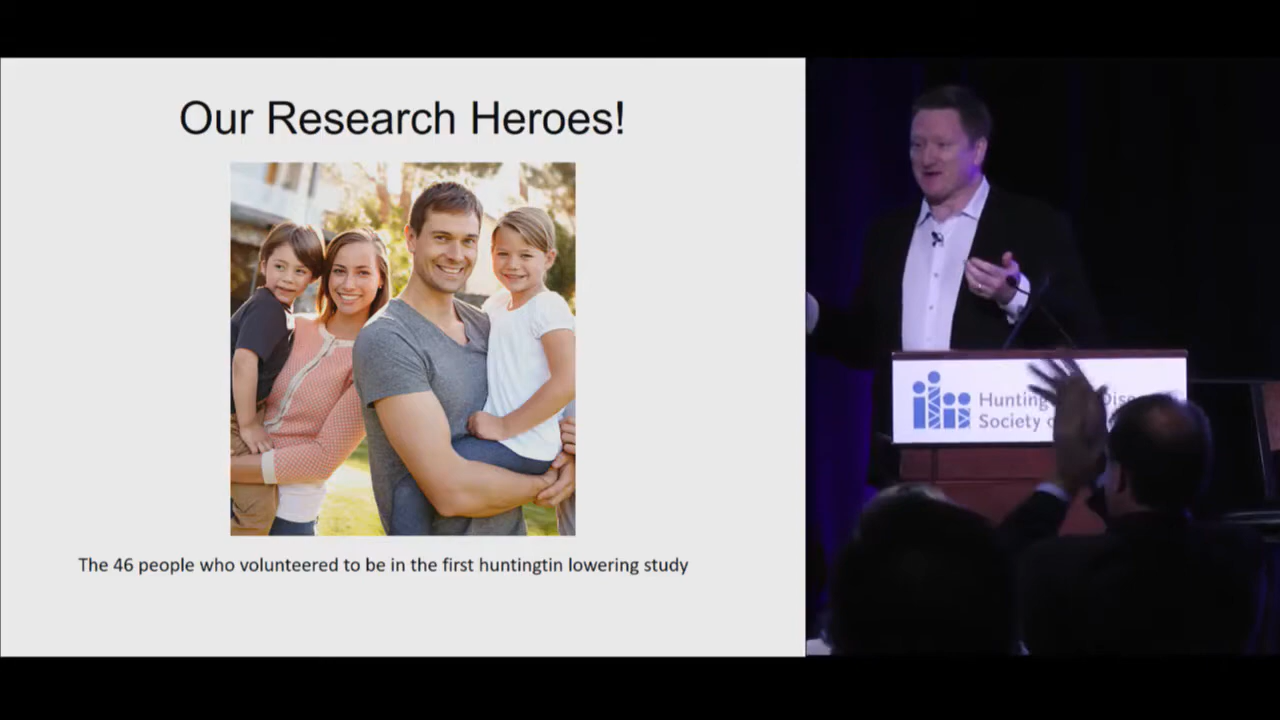 Our Research Heroes!
The 46 people who volunteered to be in the first huntingtin lowering study
Society